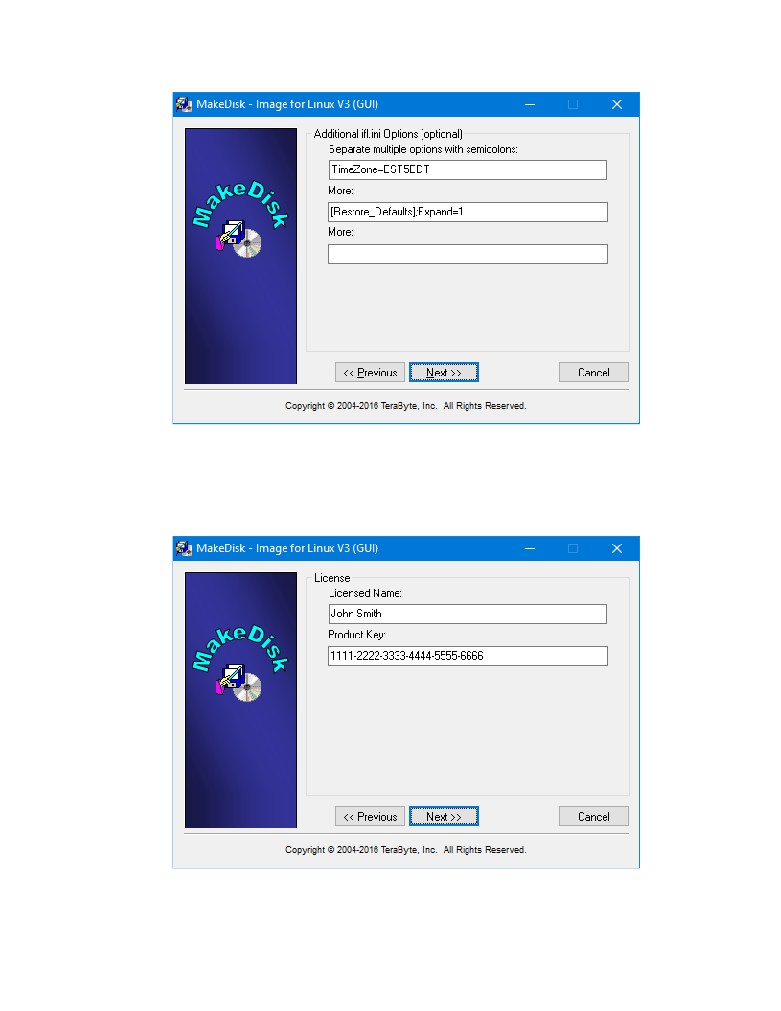 MakeDisk - Image for Linux V3 (GUI)
MakeDisk
Additional ifl.ini Options (optional)
Separate multiple options with semicolons:
TimeZone=EST5EDT
More:
[Restore_Defaults];Expand=1
More:
<< Previous
Next >>
Cancel
Copyright © 2004-2016 TeraByte, Inc. All Rights Reserved.
MakeDisk - Image for Linux V3 (GUI)
MakeDisk
License
Licensed Name:
John Smith
Product Key:
1111-2222-3333-4444-5555-6666
<< Previous
Next >>
Cancel
Copyright © 2004-2016 TeraByte, Inc. All Rights Reserved.